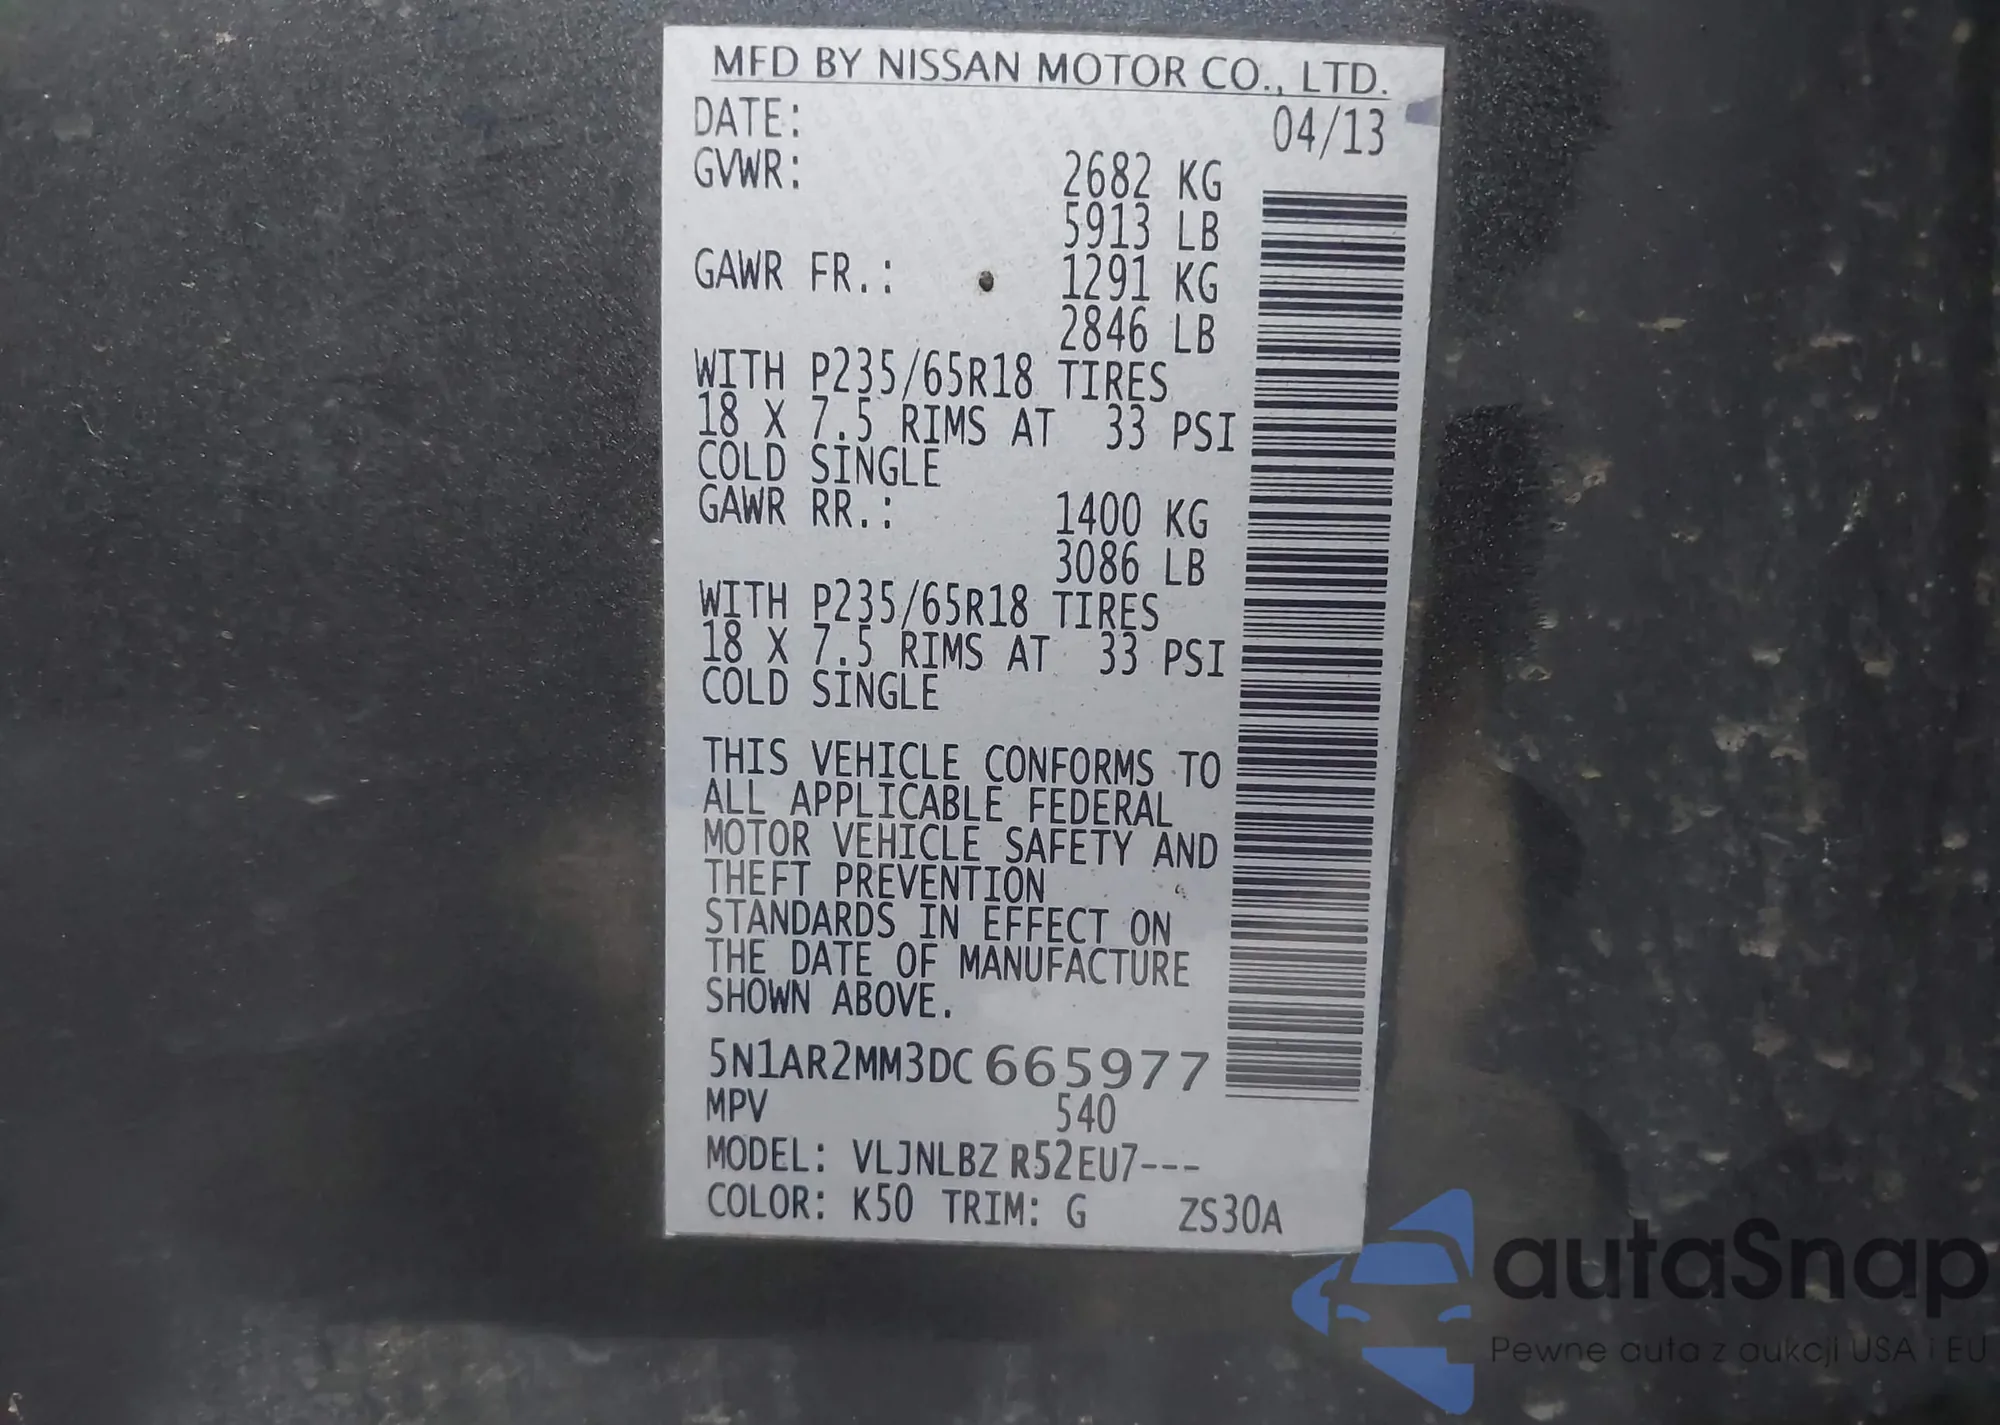 MFD BY NISSAN MOTOR CO., LTD.
DATE: 04/13
GVWR: 2682 KG
5913 LB
GAWR FR.: 1291 KG
2846 LB
WITH P235/65R18 TIRES
18 X 7.5 RIMS AT 33 PSI
COLD SINGLE
GAWR RR.: 1400 KG
3086 LB
WITH P235/65R18 TIRES
18 X 7.5 RIMS AT 33 PSI
COLD SINGLE
THIS VEHICLE CONFORMS TO
ALL APPLICABLE FEDERAL
MOTOR VEHICLE SAFETY AND
THEFT PREVENTION
STANDARDS IN EFFECT ON
THE DATE OF MANUFACTURE
SHOWN ABOVE.
5N1AR2MM3DC665977
MPV 540
MODEL: VLJNLBZ R52EU7---
COLOR: K50 TRIM: G ZS30A
autaSnap
Pewne auta z aukcji USA i EU